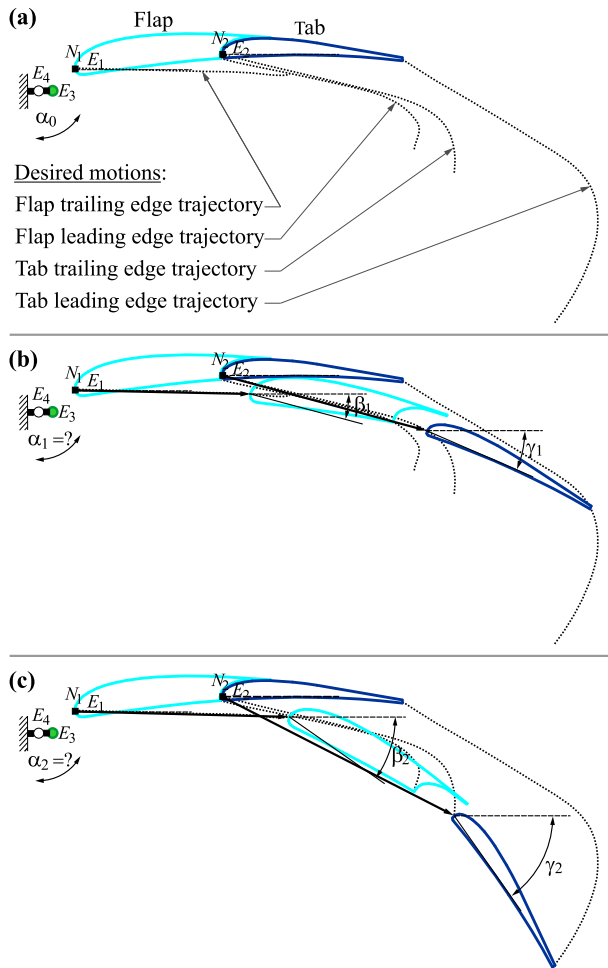 (a)
Flap
Tab
N1 E1
N2 E2
E4
E3
α0
Desired motions:
Flap trailing edge trajectory
Flap leading edge trajectory
Tab trailing edge trajectory
Tab leading edge trajectory
(b)
N1 E1
N2 E2
E4
E3
α1 =?
β1
γ1
(c)
N1 E1
N2 E2
E4
E3
α2 =?
β2
γ2